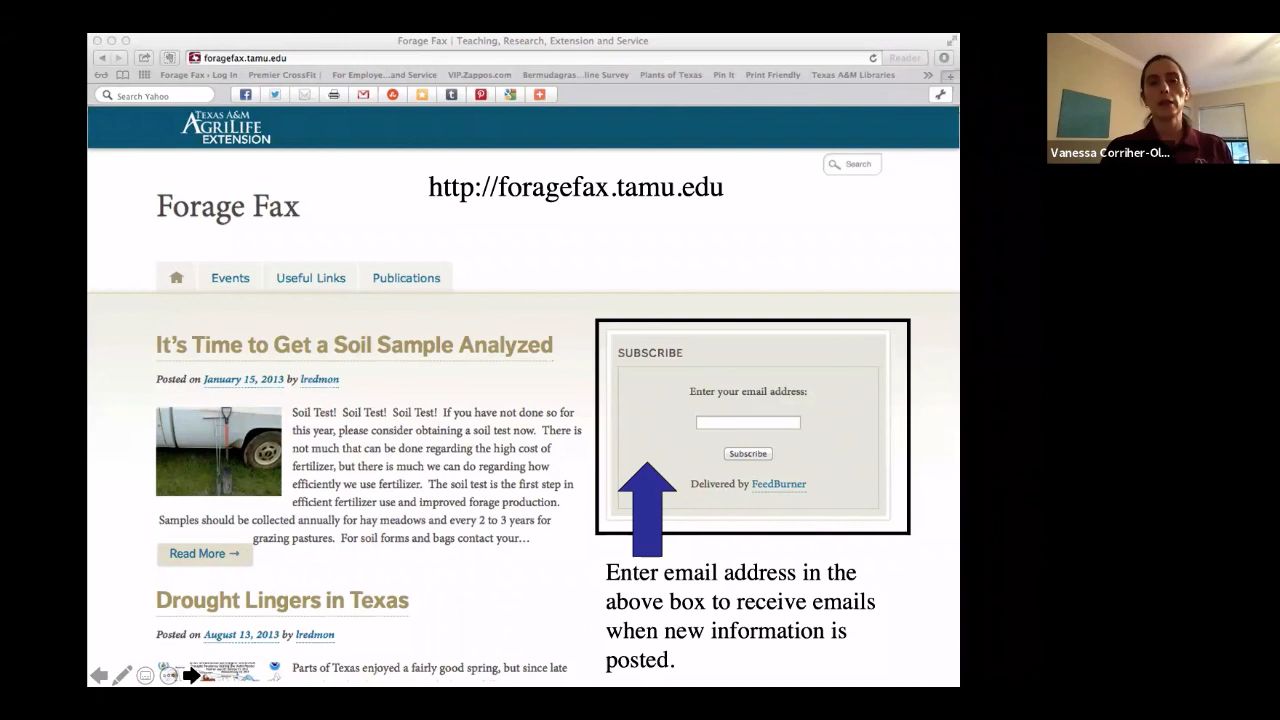 Forage Fax | Teaching, Research, Extension and Service
foragefax.tamu.edu
Reader
Forage Fax › Log In Premier CrossFit | For Employe...and Service VIP.Zappos.com Bermudagras...line Survey Plants of Texas Pin It Print Friendly Texas A&M Libraries
Search Yahoo
TEXAS A&M
AGRILIFE
EXTENSION
Search
http://foragefax.tamu.edu
Forage Fax
Events Useful Links Publications
It's Time to Get a Soil Sample Analyzed
Posted on January 15, 2013 by lredmon
Soil Test! Soil Test! Soil Test! If you have not done so for
this year, please consider obtaining a soil test now. There is
not much that can be done regarding the high cost of
fertilizer, but there is much we can do regarding how
efficiently we use fertilizer. The soil test is the first step in
efficient fertilizer use and improved forage production.
Samples should be collected annually for hay meadows and every 2 to 3 years for
grazing pastures. For soil forms and bags contact your...
Read More →
Drought Lingers in Texas
Posted on August 13, 2013 by lredmon
Parts of Texas enjoyed a fairly good spring, but since late
SUBSCRIBE
Enter your email address:
Subscribe
Delivered by FeedBurner
Enter email address in the
above box to receive emails
when new information is
posted.
Vanessa Corriher-Ol...